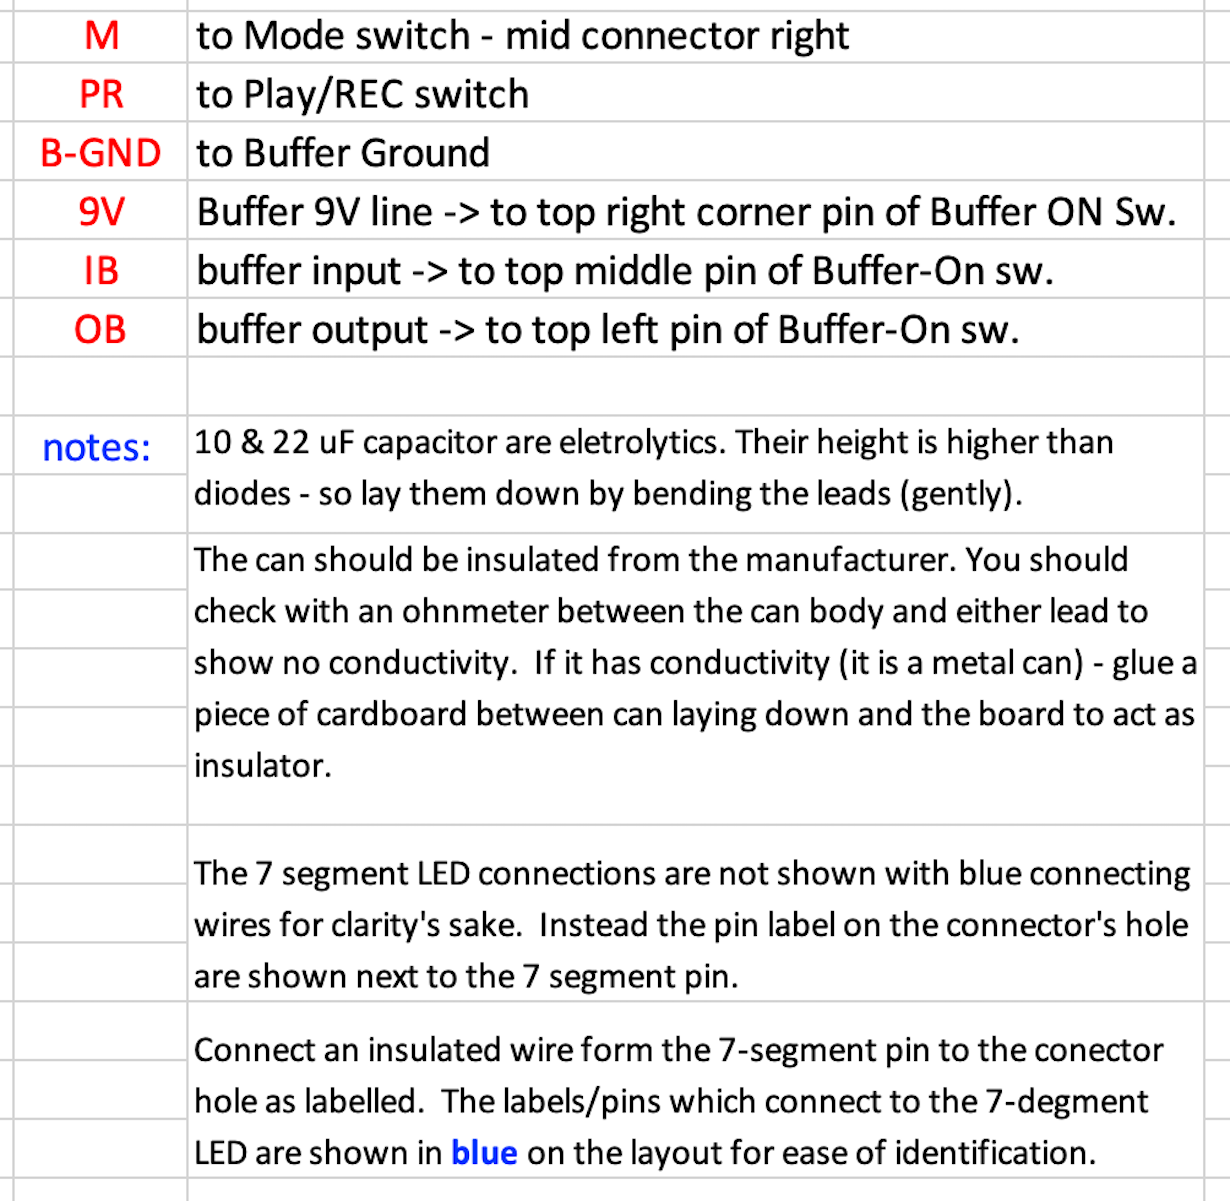 M to Mode switch - mid connector right
PR to Play/REC switch
B-GND to Buffer Ground
9V Buffer 9V line -> to top right corner pin of Buffer ON Sw.
IB buffer input -> to top middle pin of Buffer-On sw.
OB buffer output -> to top left pin of Buffer-On sw.
notes: 10 & 22 uF capacitor are eletrolytics. Their height is higher than
diodes - so lay them down by bending the leads (gently).
The can should be insulated from the manufacturer. You should
check with an ohnmeter between the can body and either lead to
show no conductivity.  If it has conductivity (it is a metal can) - glue a
piece of cardboard between can laying down and the board to act as
insulator.
The 7 segment LED connections are not shown with blue connecting
wires for clarity's sake.  Instead the pin label on the connector's hole
are shown next to the 7 segment pin.
Connect an insulated wire form the 7-segment pin to the conector
hole as labelled.  The labels/pins which connect to the 7-degment
LED are shown in blue on the layout for ease of identification.